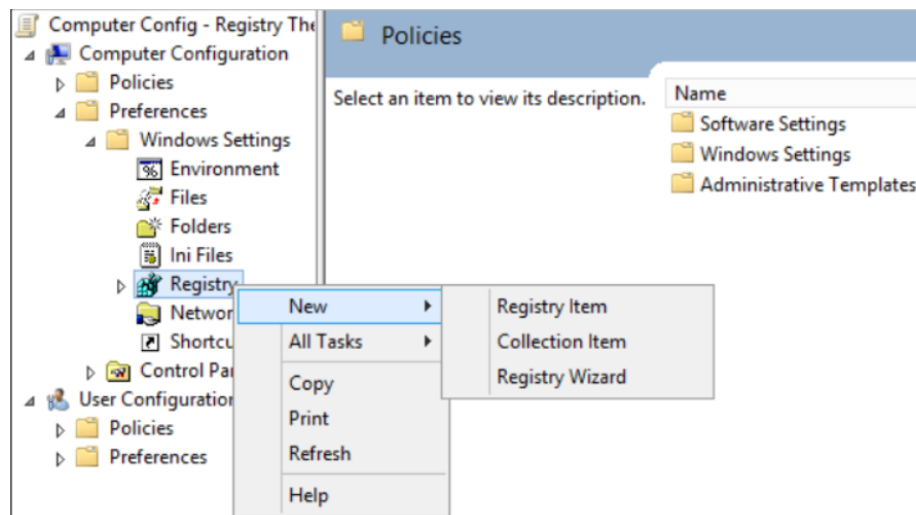 Computer Config - Registry The
Computer Configuration
Policies
Preferences
Windows Settings
Environment
Files
Folders
Ini Files
Registry
Networ
Shortcu
Control Pa
User Configuration
Policies
Preferences
Policies
Select an item to view its description.
Name
Software Settings
Windows Settings
Administrative Templates
New
All Tasks
Copy
Print
Refresh
Help
Registry Item
Collection Item
Registry Wizard